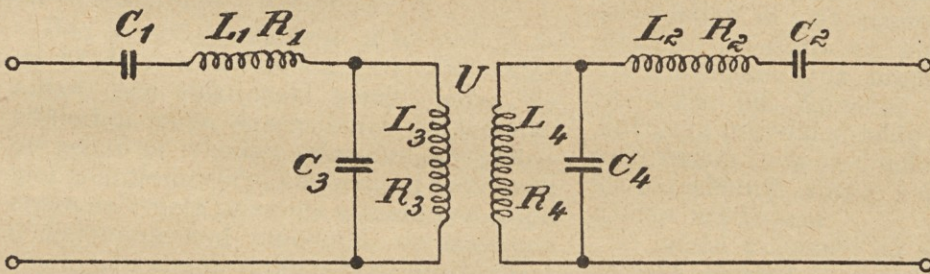 C₁ L₁ R₁ L₂ R₂ C₂
U
L₃ L₄
C₃ C₄
R₃ R₄